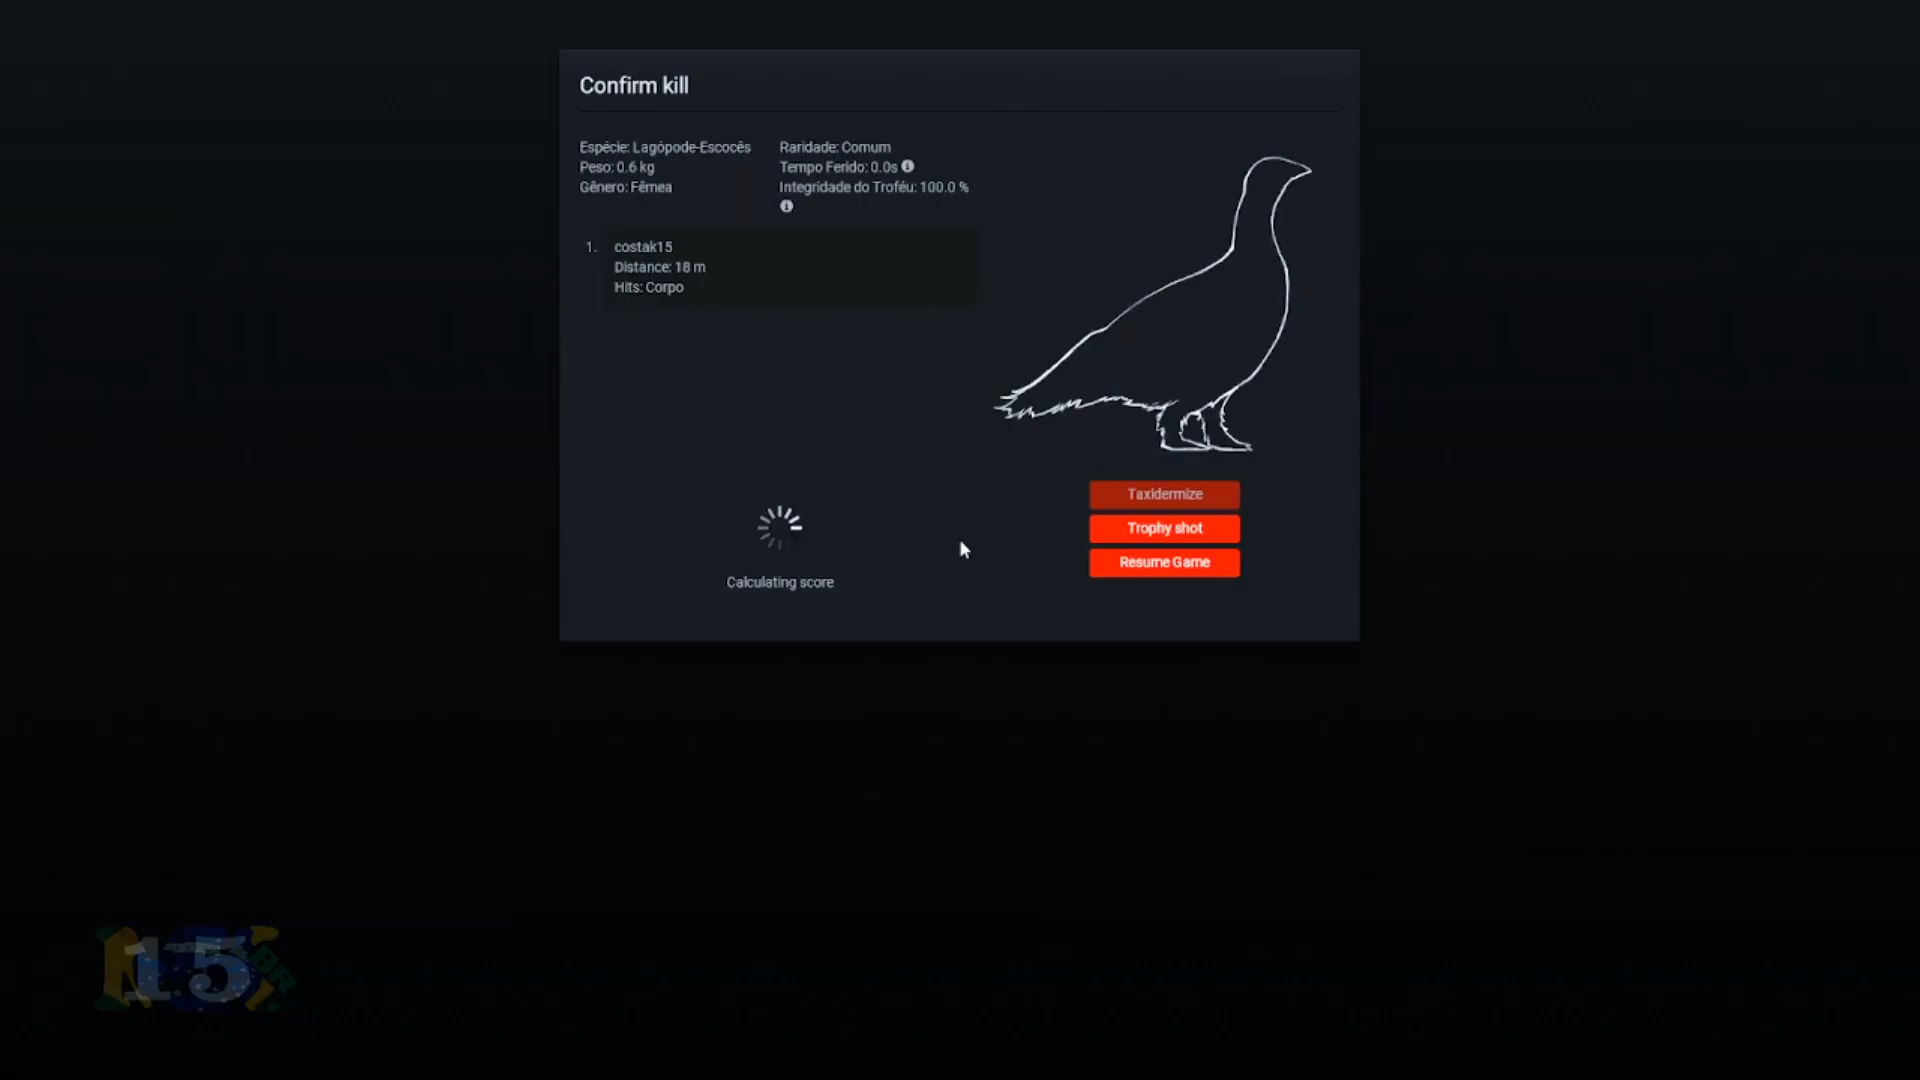 Confirm kill
Espécie: Lagópode-Escocês
Peso: 0.6 kg
Gênero: Fêmea
Raridade: Comum
Tempo Ferido: 0.0s
Integridade do Troféu: 100.0 %
1. costak15
Distance: 18 m
Hits: Corpo
Taxidermize
Trophy shot
Resume Game
Calculating score
15
BR